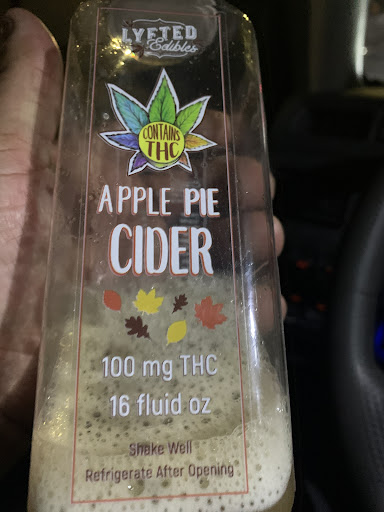 LYFTED
Edibles
CONTAINS
THC
APPLE PIE
CIDER
100 mg THC
16 fluid oz
Shake Well
Refrigerate After Opening